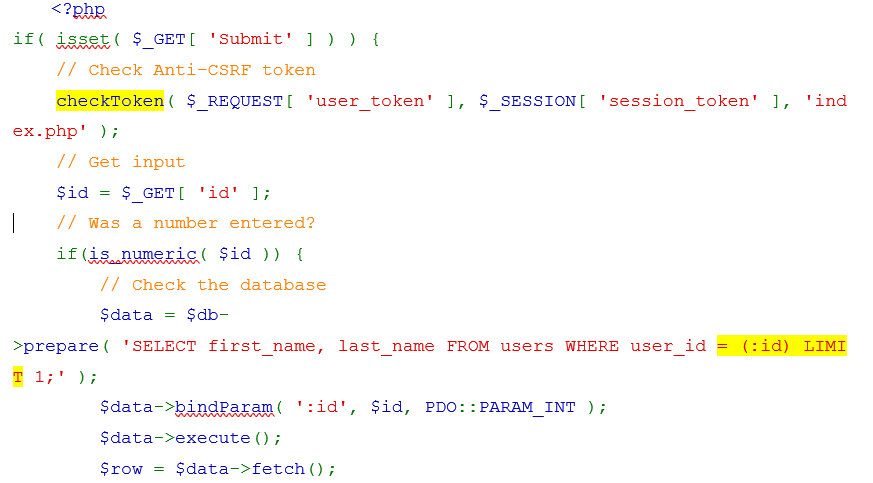 <?php
if( isset( $_GET[ 'Submit' ] ) ) {
// Check Anti-CSRF token
checkToken( $_REQUEST[ 'user_token' ], $_SESSION[ 'session_token' ], 'ind
ex.php' );
// Get input
$id = $_GET[ 'id' ];
// Was a number entered?
if(is_numeric( $id )) {
// Check the database
$data = $db-
>prepare( 'SELECT first_name, last_name FROM users WHERE user_id = (:id) LIMI
T 1;' );
$data->bindParam( ':id', $id, PDO::PARAM_INT );
$data->execute();
$row = $data->fetch();